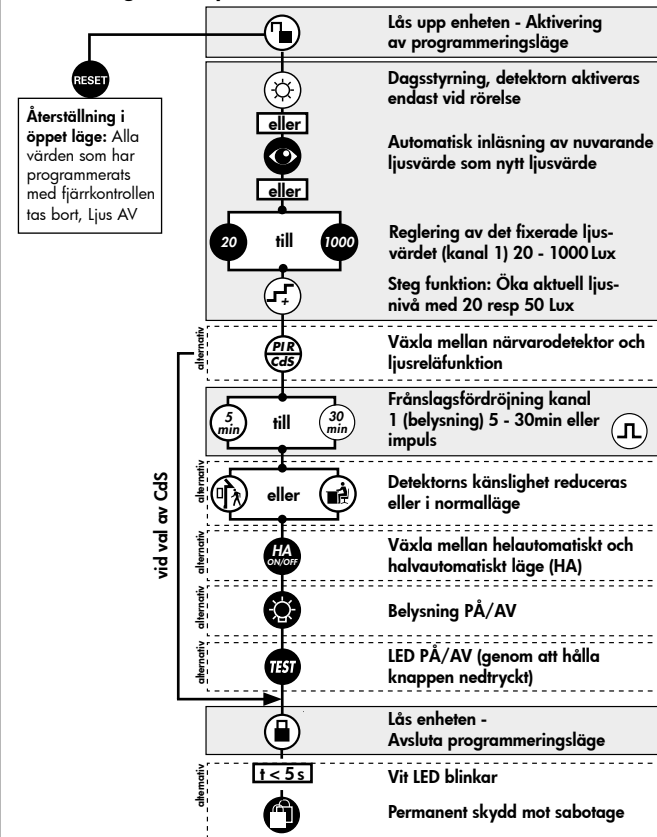 Lås upp enheten - Aktivering
av programmeringsläge
RESET
Återställning i
öppet läge: Alla
värden som har
programmerats
med fjärrkontrollen
tas bort, Ljus AV
Dagsstyrning, detektorn aktiveras
endast vid rörelse
eller
Automatisk inläsning av nuvarande
ljusvärde som nytt ljusvärde
eller
20 till 1000
Reglering av det fixerade ljus-
värdet (kanal 1) 20 - 1000 Lux
Steg funktion: Öka aktuell ljus-
nivå med 20 resp 50 Lux
+
alternativ
PIR
CdS
Växla mellan närvarodetektor och
ljusreläfunktion
5
min
till
30
min
Frånslagsfördröjning kanal
1 (belysning) 5 - 30min eller
impuls
alternativ
eller
Detektorns känslighet reduceras
eller i normalläge
vid val av CdS
alternativ
HA
ON/OFF
Växla mellan helautomatiskt och
halvautomatiskt läge (HA)
alternativ
Belysning PÅ/AV
alternativ
TEST
LED PÅ/AV (genom att hålla
knappen nedtryckt)
Lås enheten -
Avsluta programmeringsläge
alternativ
t < 5 s
Vit LED blinkar
Permanent skydd mot sabotage